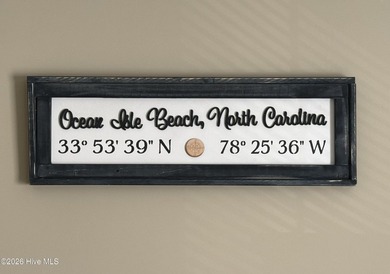 Ocean Isle Beach, North Carolina
33° 53' 39" N 78° 25' 36" W
©2026 Hive MLS